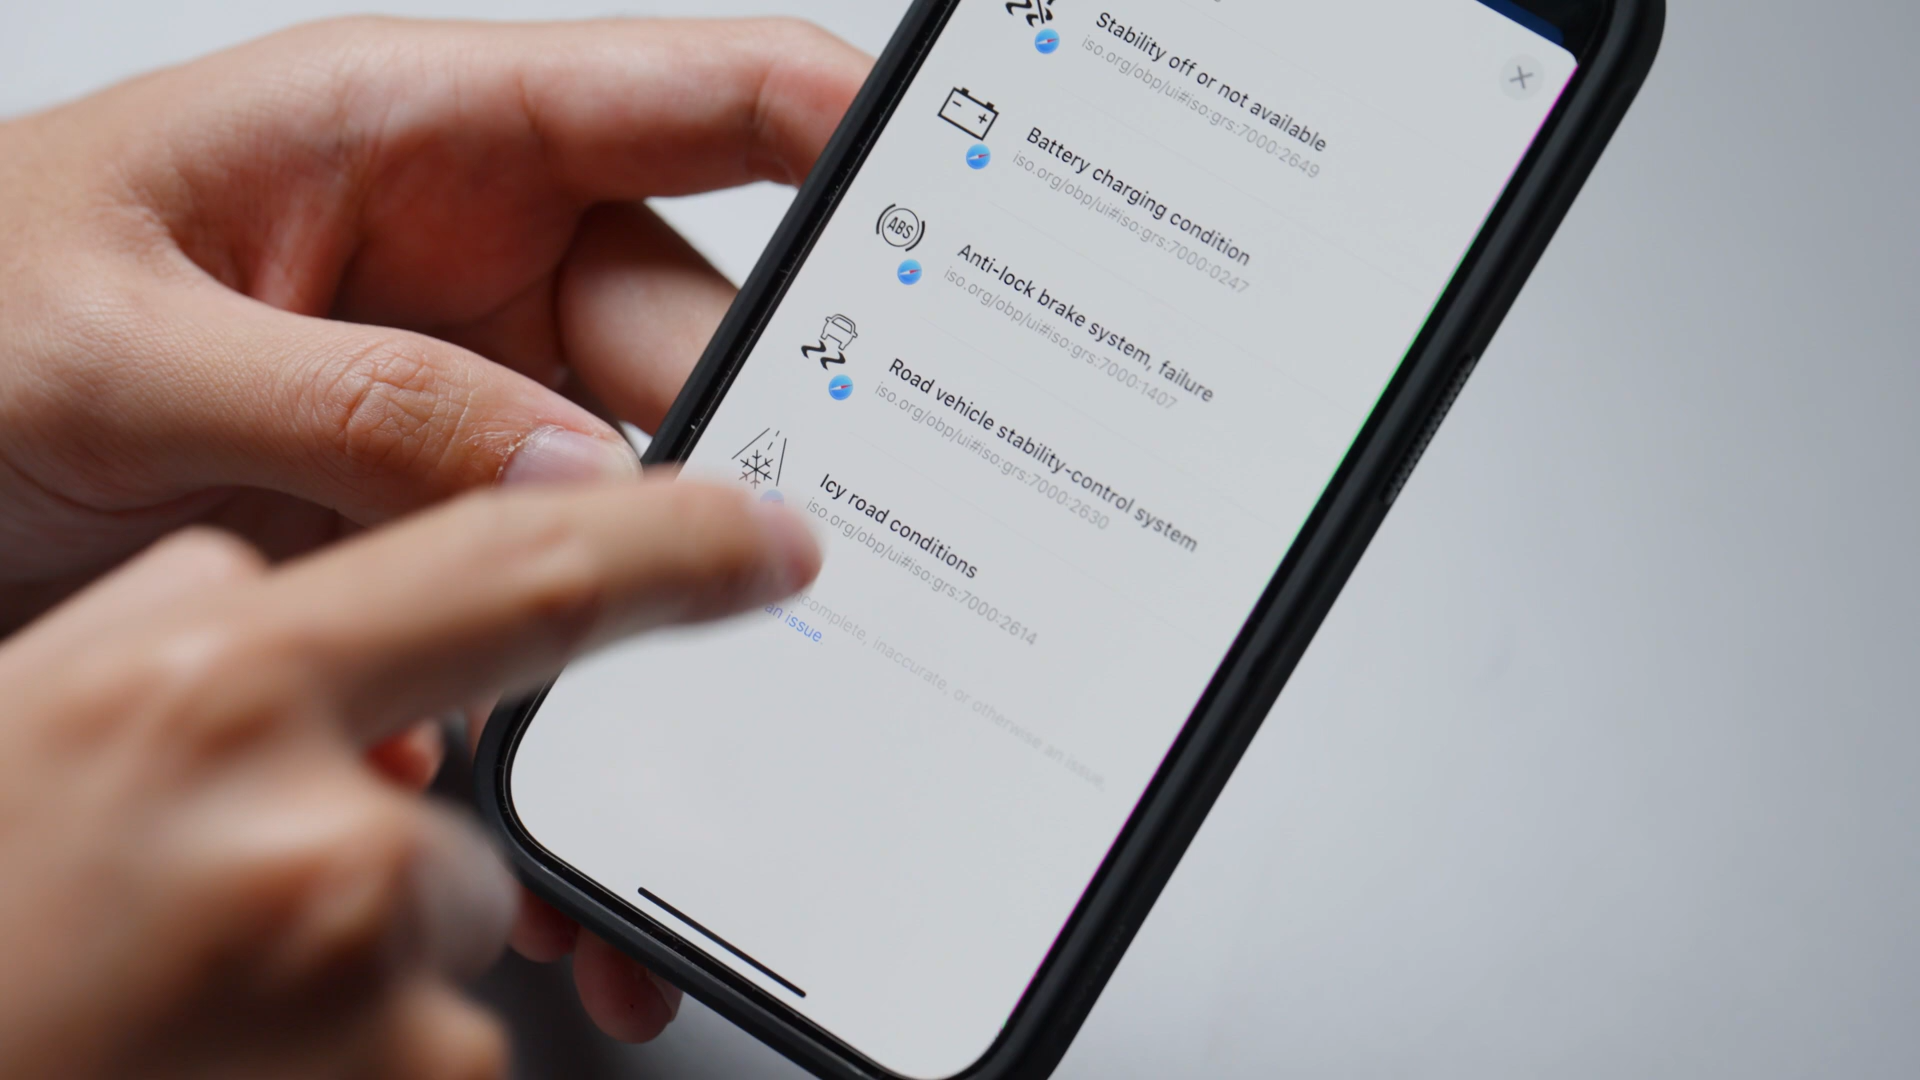 Stability off or not available
iso.org/obp/ui#iso:grs:7000:2649
- +
Battery charging condition
iso.org/obp/ui#iso:grs:7000:0247
ABS
Anti-lock brake system, failure
iso.org/obp/ui#iso:grs:7000:1407
Road vehicle stability-control system
iso.org/obp/ui#iso:grs:7000:2630
Icy road conditions
iso.org/obp/ui#iso:grs:7000:2614
incomplete, inaccurate, or otherwise an issue.
an issue.